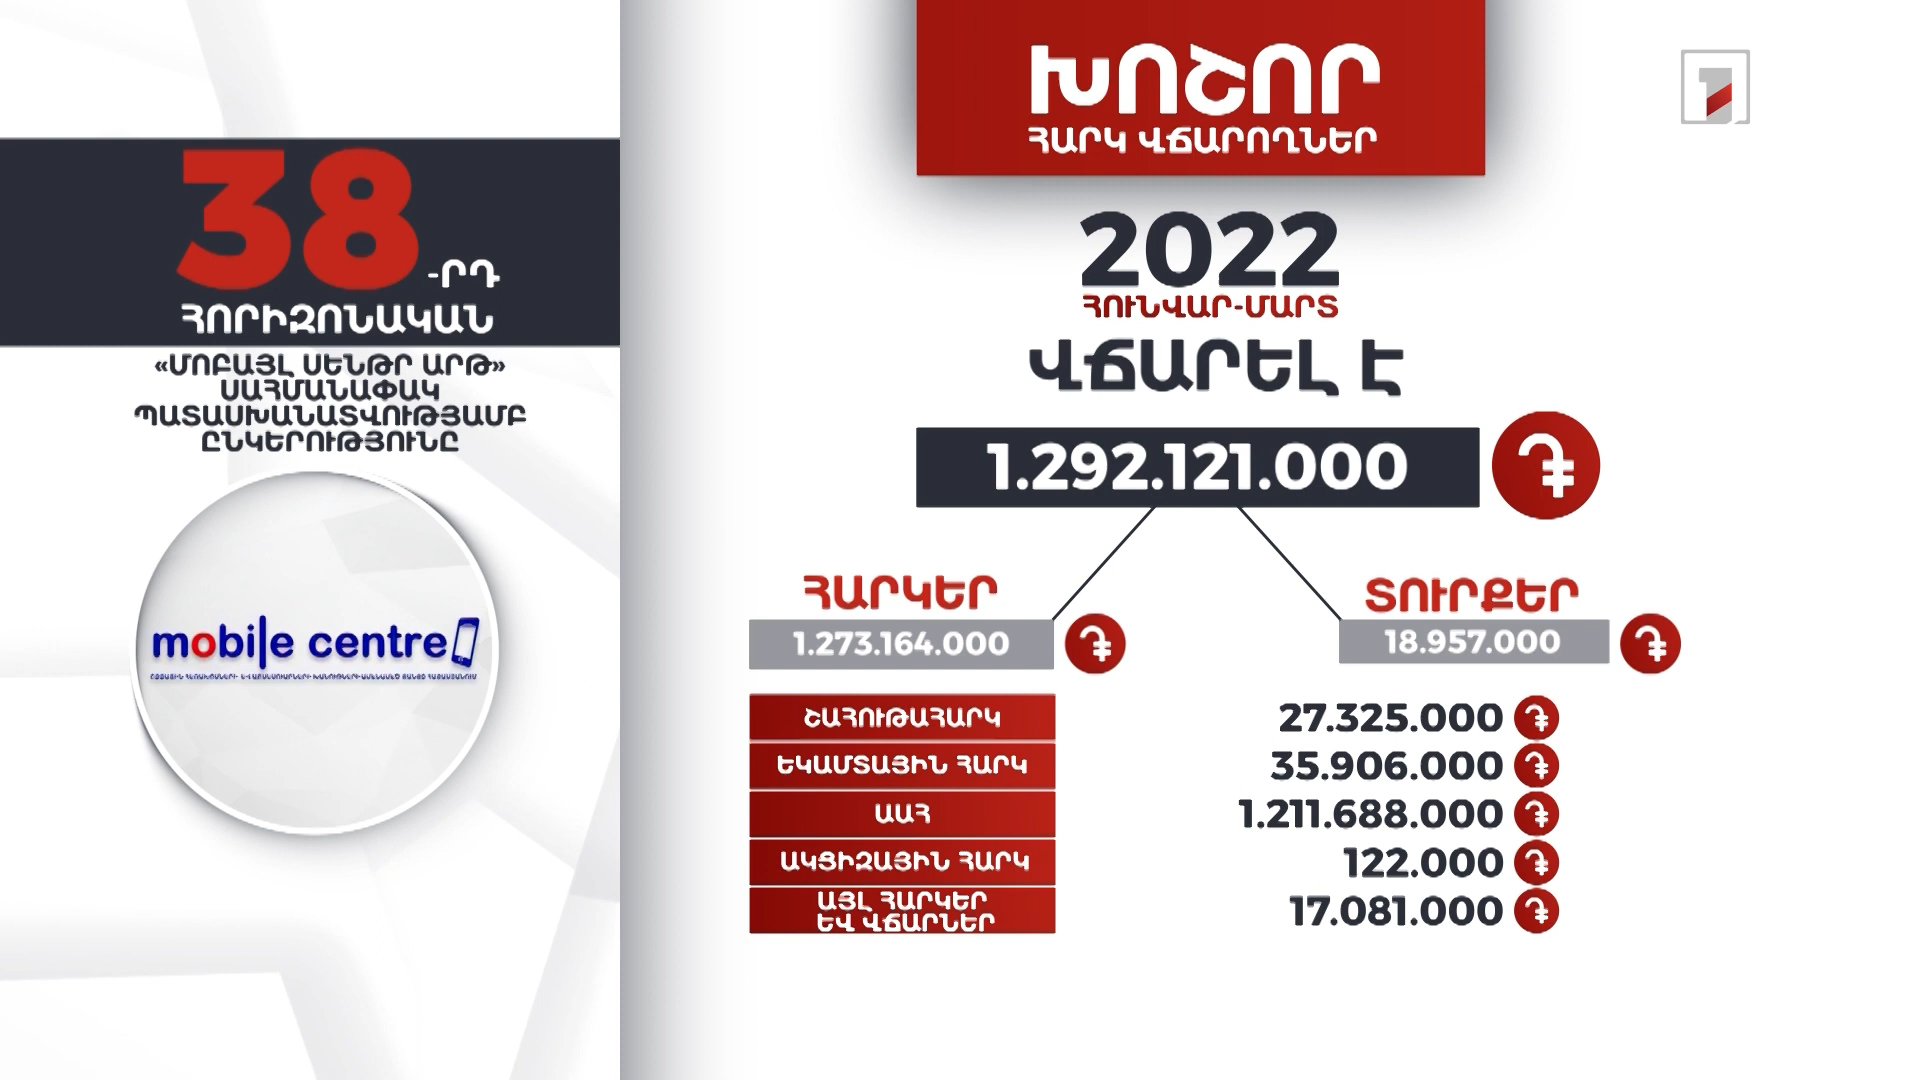 ԽՈՇՈՐ
ՀԱՐԿ ՎՃԱՐՈՂՆԵՐ
38-ՐԴ
ՀՈՐԻԶՈՆԱԿԱՆ
«ՄՈԲԱՅԼ ՍԵՆԹՐ ԱՐԹ»
ՍԱՀՄԱՆԱՓԱԿ
ՊԱՏԱՍԽԱՆԱՏՎՈՒԹՅԱՄԲ
ԸՆԿԵՐՈՒԹՅՈՒՆԸ
mobile centre
2022
ՀՈՒՆՎԱՐ-ՄԱՐՏ
ՎՃԱՐԵԼ Է
1.292.121.000 ֏
ՀԱՐԿԵՐ
1.273.164.000 ֏
ՏՈՒՐՔԵՐ
18.957.000 ֏
ՇԱՀՈՒԹԱՀԱՐԿ 27.325.000 ֏
ԵԿԱՄՏԱՅԻՆ ՀԱՐԿ 35.906.000 ֏
ԱԱՀ 1.211.688.000 ֏
ԱԿՑԻԶԱՅԻՆ ՀԱՐԿ 122.000 ֏
ԱՅԼ ՀԱՐԿԵՐ
ԵՎ ՎՃԱՐՆԵՐ 17.081.000 ֏
1